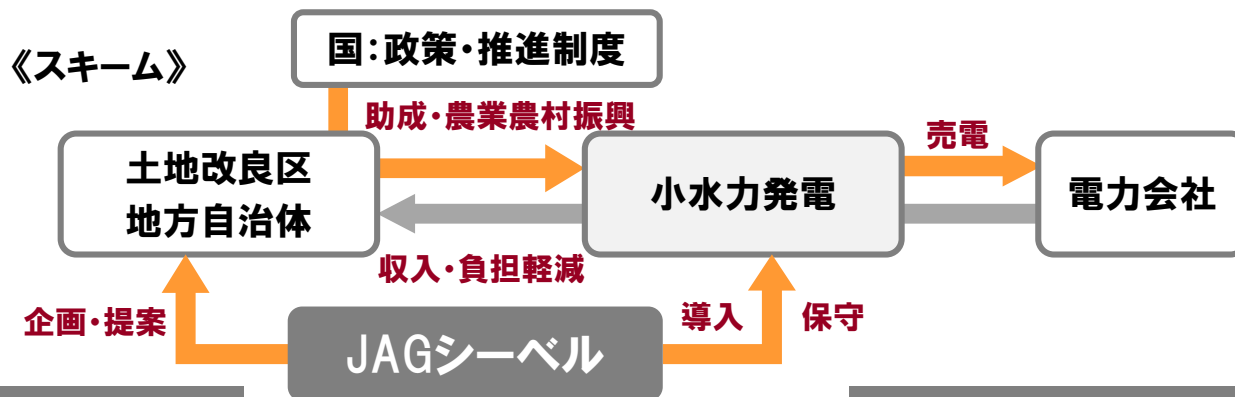 《スキーム》
国:政策・推進制度
助成・農業農村振興
売電
土地改良区
地方自治体
小水力発電
電力会社
収入・負担軽減
企画・提案
導入
保守
JAGシーベル